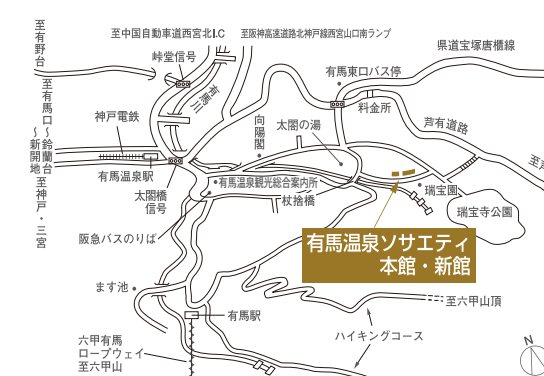 至有野台
至中国自動車道西宮北I.C
至阪神高速道路北神戸線西宮山口南ランプ
県道宝塚唐櫃線
峠堂信号
有馬東口バス停
料金所
有馬川
至有馬口〜鈴蘭台
〜新開地
至神戸・三宮
神戸電鉄
向陽閣
太閤の湯
芦有道路
有馬温泉駅
太閤橋
信号
有馬温泉観光総合案内所
杖捨橋
瑞宝園
瑞宝寺公園
阪急バスのりば
有馬温泉ソサエティ
本館・新館
ます池
至六甲山頂
有馬駅
ハイキングコース
六甲有馬
ロープウェイ
至六甲山
N